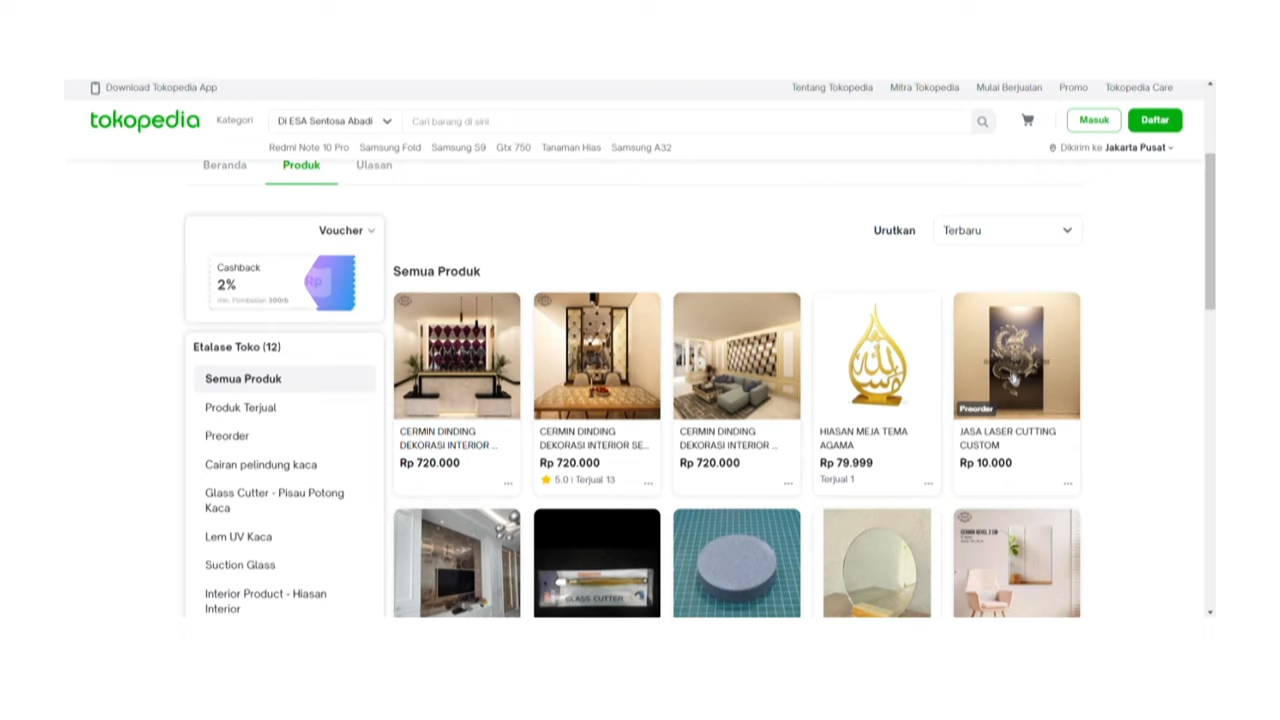 Download Tokopedia App
Tentang Tokopedia Mitra Tokopedia Mulai Berjualan Promo Tokopedia Care
tokopedia Kategori Di ESA Sentosa Abadi Cari barang di sini Masuk Daftar
Redmi Note 10 Pro Samsung Fold Samsung S9 Gtx 750 Tanaman Hias Samsung A32 Dikirim ke Jakarta Pusat
Beranda Produk Ulasan
Voucher
Cashback
2%
Rp
300rb
Etalase Toko (12)
Semua Produk
Produk Terjual
Preorder
Cairan pelindung kaca
Glass Cutter - Pisau Potong
Kaca
Lem UV Kaca
Suction Glass
Interior Product - Hiasan
Interior
Urutkan Terbaru
Semua Produk
CERMIN DINDING
DEKORASI INTERIOR ...
Rp 720.000
CERMIN DINDING
DEKORASI INTERIOR SE...
Rp 720.000
5.0 | Terjual 13
CERMIN DINDING
DEKORASI INTERIOR ...
Rp 720.000
HIASAN MEJA TEMA
AGAMA
Rp 79.999
Terjual 1
Preorder
JASA LASER CUTTING
CUSTOM
Rp 10.000
GLASS CUTTER
CERMIN BEVEL 2 CM